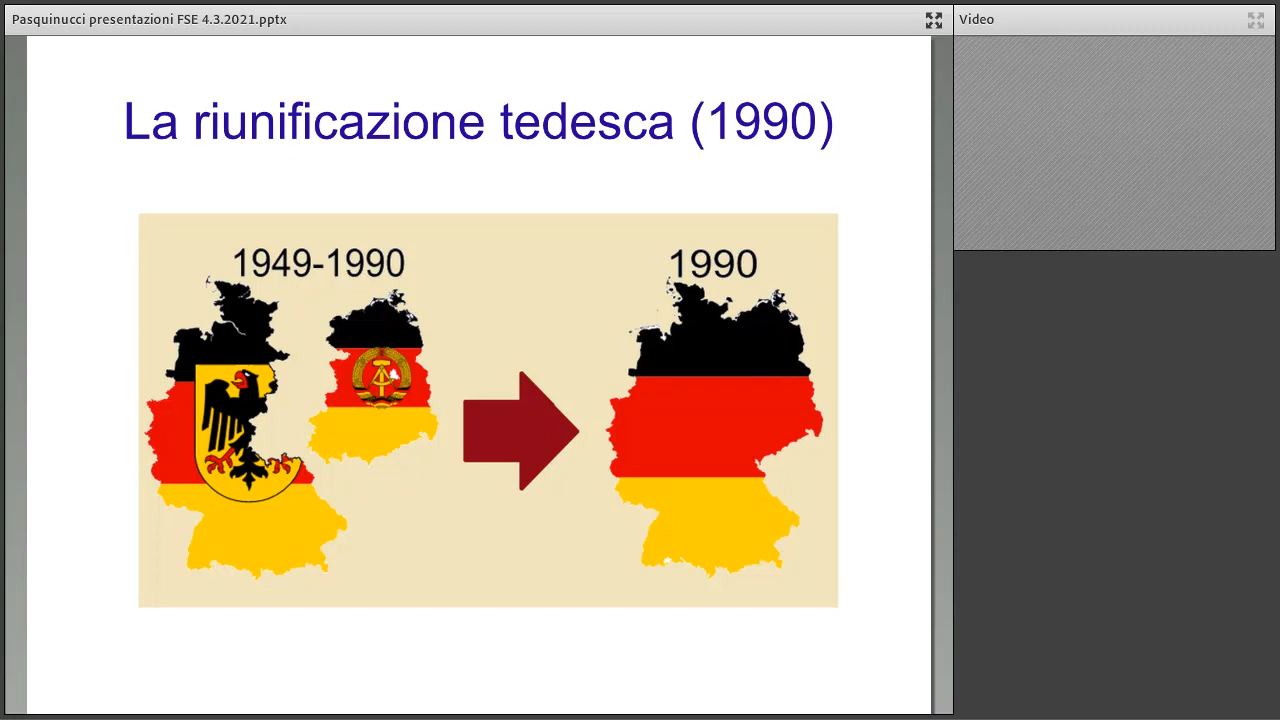 Pasquinucci presentazioni FSE 4.3.2021.pptx
Video
La riunificazione tedesca (1990)
1949-1990
1990